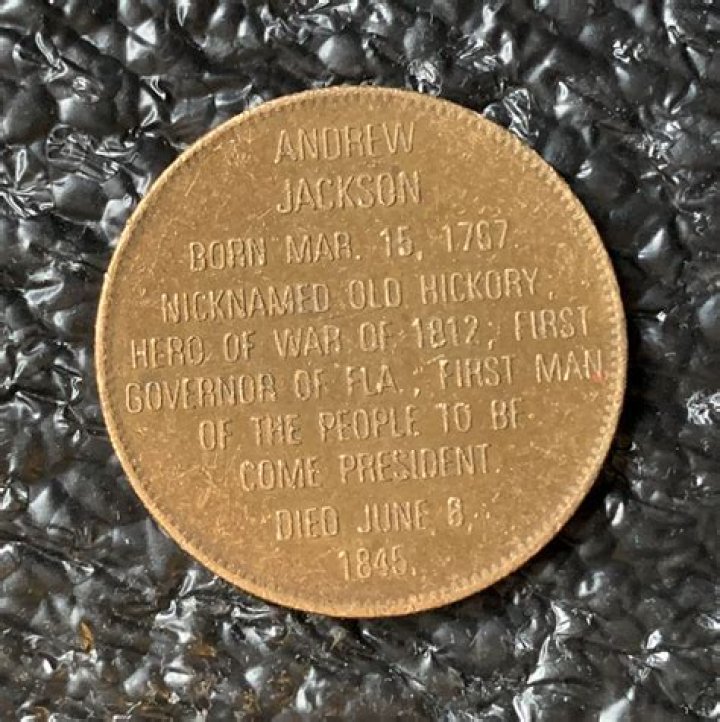 ANDREW
JACKSON
BORN MAR. 15, 1767.
NICKNAMED OLD HICKORY,
HERO OF WAR OF 1812, FIRST
GOVERNOR OF FLA., FIRST MAN
OF THE PEOPLE TO BE-
COME PRESIDENT.
DIED JUNE 8,
1845.